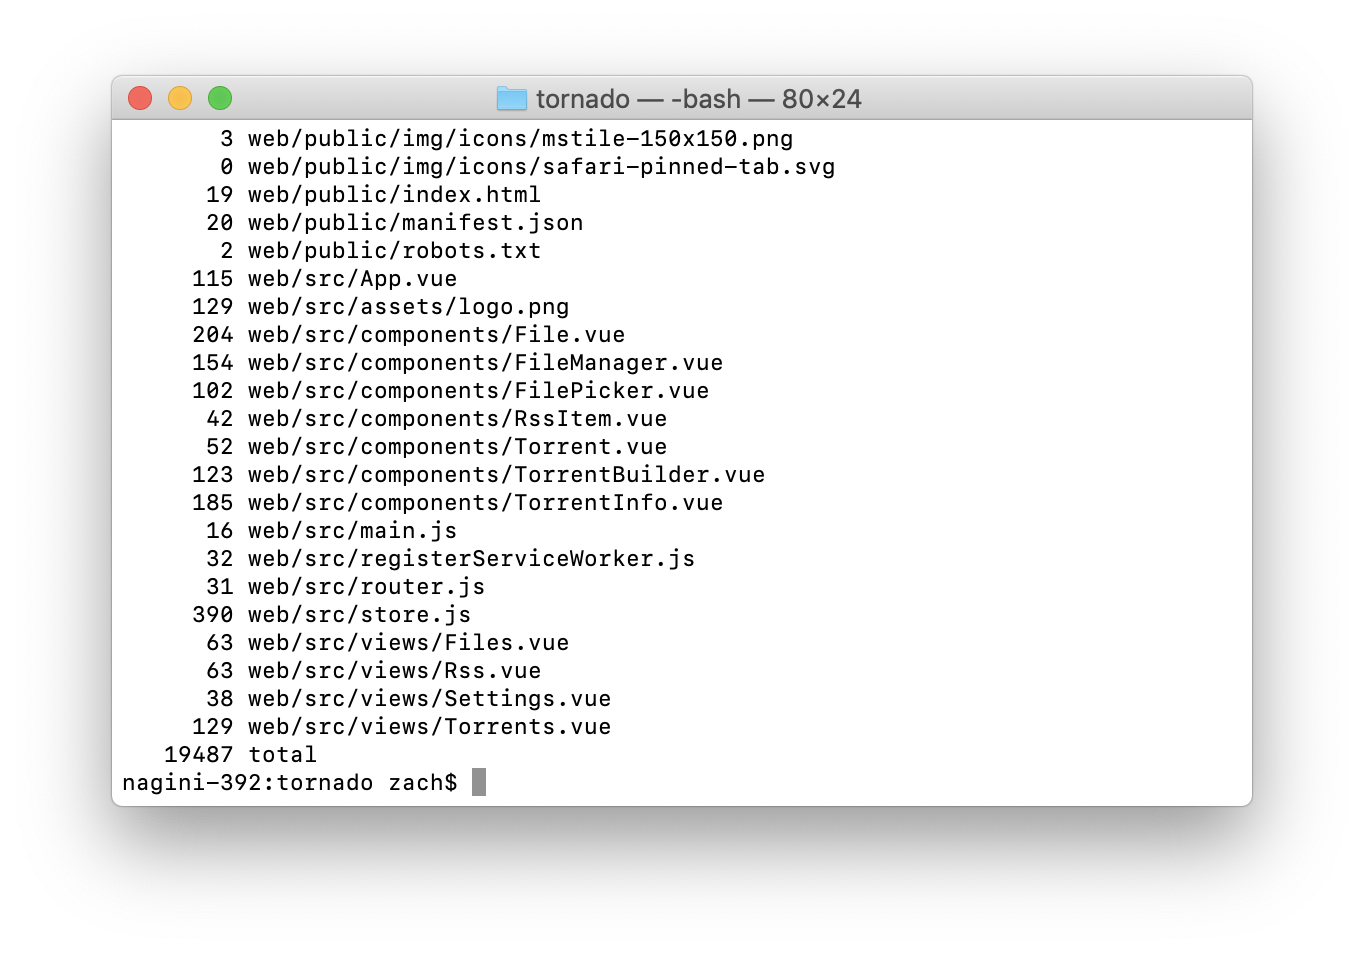 tornado — -bash — 80×24
3 web/public/img/icons/mstile-150x150.png
0 web/public/img/icons/safari-pinned-tab.svg
19 web/public/index.html
20 web/public/manifest.json
2 web/public/robots.txt
115 web/src/App.vue
129 web/src/assets/logo.png
204 web/src/components/File.vue
154 web/src/components/FileManager.vue
102 web/src/components/FilePicker.vue
42 web/src/components/RssItem.vue
52 web/src/components/Torrent.vue
123 web/src/components/TorrentBuilder.vue
185 web/src/components/TorrentInfo.vue
16 web/src/main.js
32 web/src/registerServiceWorker.js
31 web/src/router.js
390 web/src/store.js
63 web/src/views/Files.vue
63 web/src/views/Rss.vue
38 web/src/views/Settings.vue
129 web/src/views/Torrents.vue
19487 total
nagini-392:tornado zach$